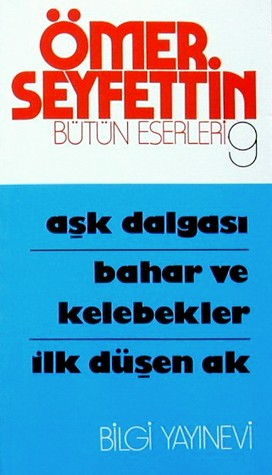 ÖMER.
SEYFETTİN
BÜTÜN ESERLERİ 9
aşk dalgası
bahar ve
kelebekler
ilk düşen ak
BİLGİ YAYINEVİ